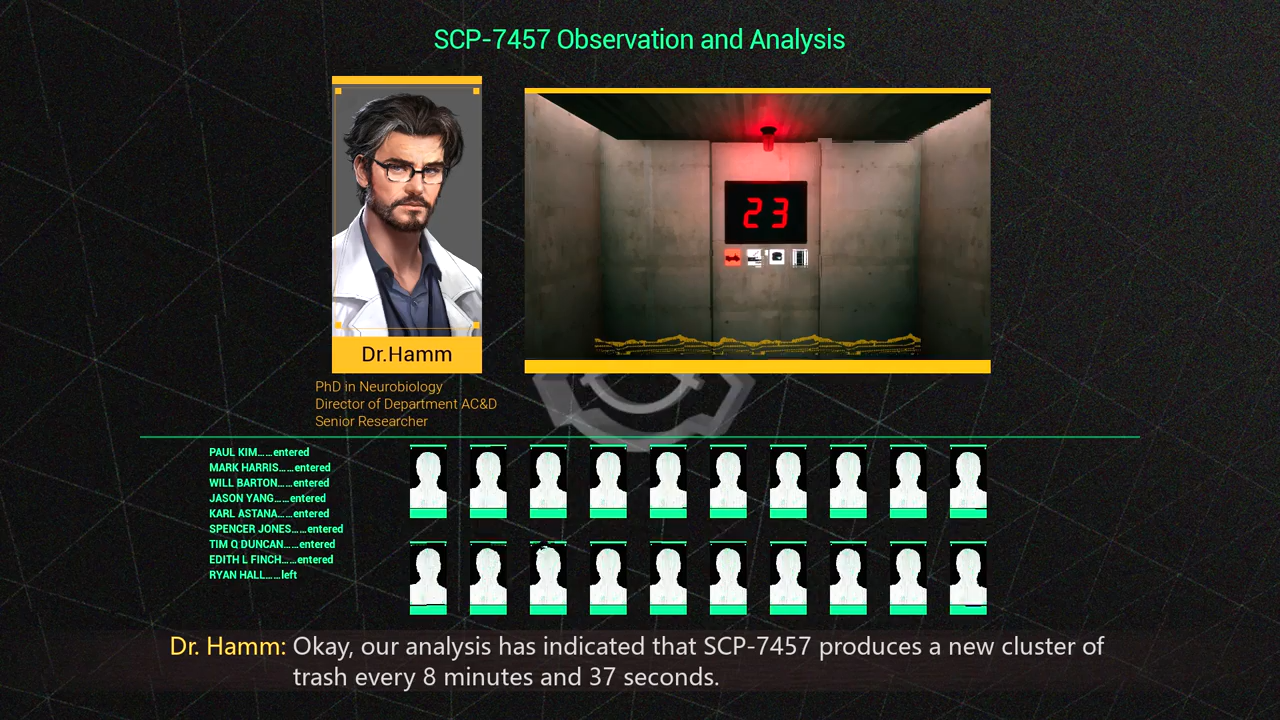 SCP-7457 Observation and Analysis
23
Dr.Hamm
PhD in Neurobiology
Director of Department AC&D
Senior Researcher
PAUL KIM......entered
MARK HARRIS......entered
WILL BARTON......entered
JASON YANG......entered
KARL ASTANA......entered
SPENCER JONES......entered
TIM Q DUNCAN......entered
EDITH L FINCH......entered
RYAN HALL......left
Dr. Hamm: Okay, our analysis has indicated that SCP-7457 produces a new cluster of
trash every 8 minutes and 37 seconds.